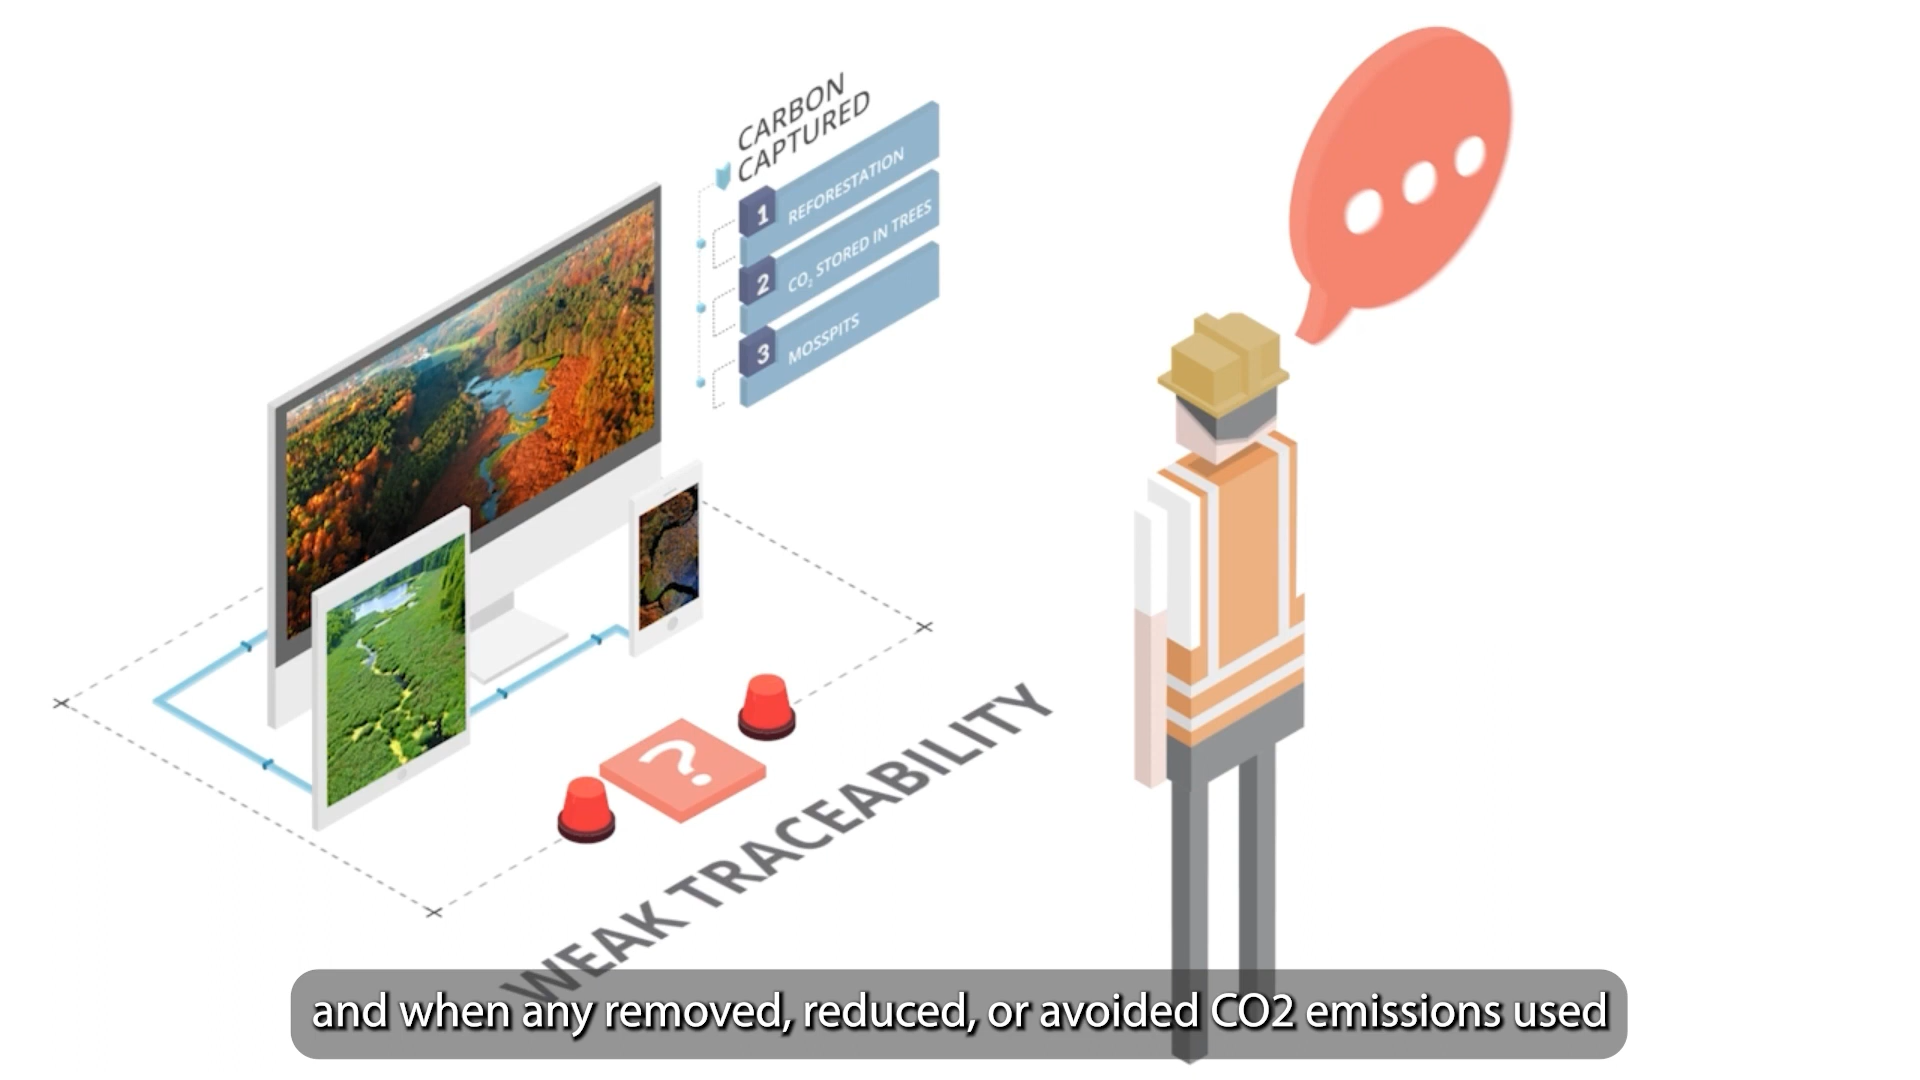 CARBON
CAPTURED
1 REFORESTATION
2 CO₂ STORED IN TREES
3 MOSSPITS
?
WEAK TRACEABILITY
and when any removed, reduced, or avoided CO2 emissions used